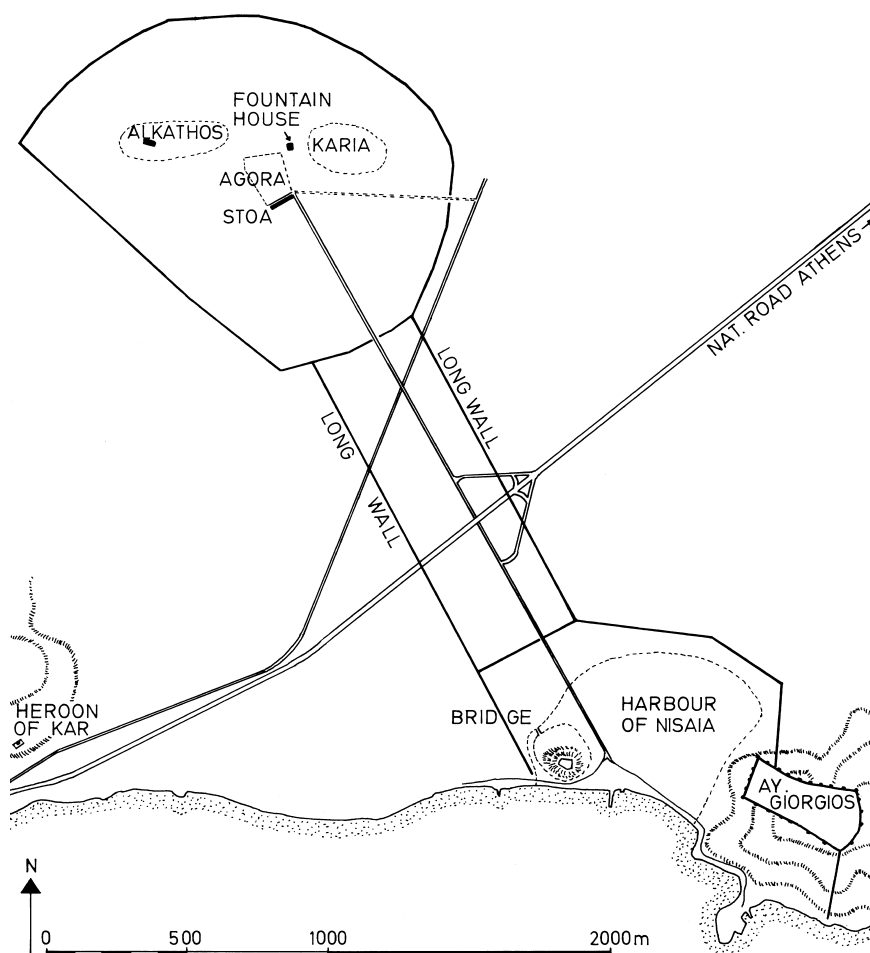 FOUNTAIN
HOUSE
ALKATHOS
KARIA
AGORA
STOA
NAT. ROAD ATHENS
LONG WALL
LONG
WALL
HEROON
OF KAR
BRIDGE
HARBOUR
OF NISAIA
AY.
GIORGIOS
N
0 500 1000 2000m